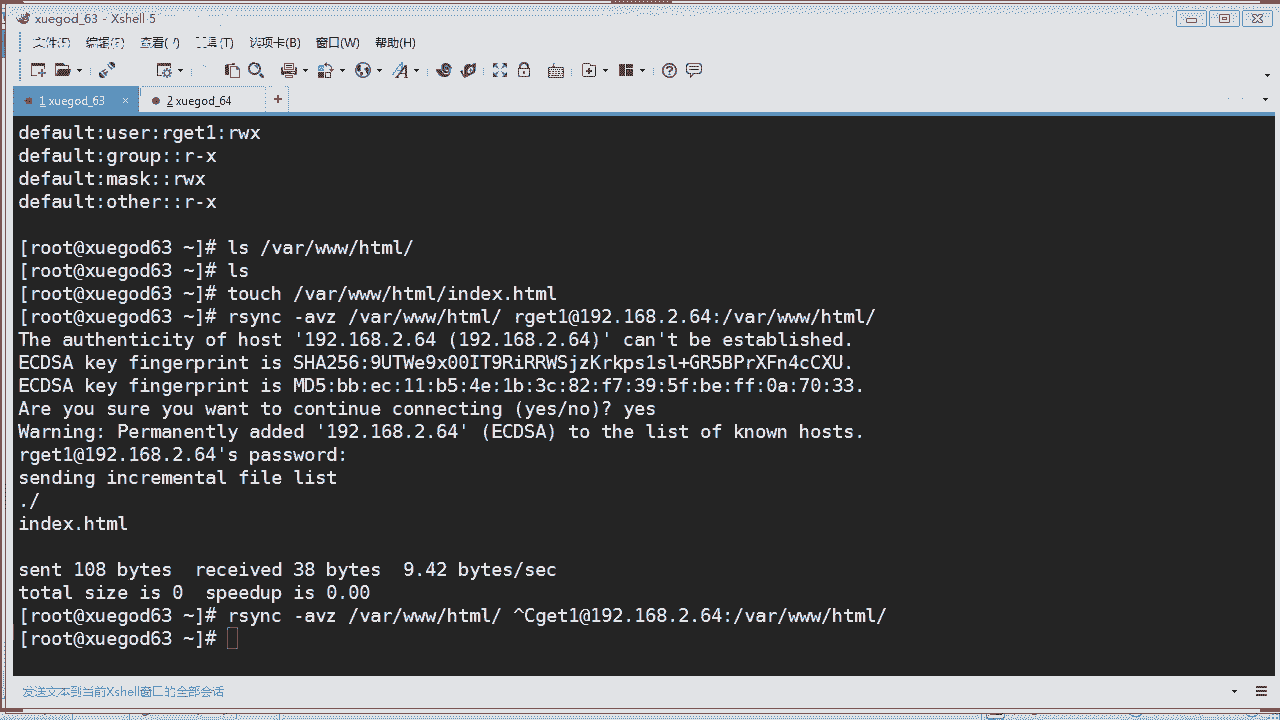 xuegod_63 - Xshell 5
文件(F) 编辑(E) 查看(V) 工具(T) 选项卡(B) 窗口(W) 帮助(H)
1 xuegod_63 × 2 xuegod_64 +
default:user:rget1:rwx
default:group::r-x
default:mask::rwx
default:other::r-x
[root@xuegod63 ~]# ls /var/www/html/
[root@xuegod63 ~]# ls
[root@xuegod63 ~]# touch /var/www/html/index.html
[root@xuegod63 ~]# rsync -avz /var/www/html/ rget1@192.168.2.64:/var/www/html/
The authenticity of host '192.168.2.64 (192.168.2.64)' can't be established.
ECDSA key fingerprint is SHA256:9UTWe9x00IT9RiRRWSjzKrkps1sl+GR5BPrXFn4cCXU.
ECDSA key fingerprint is MD5:bb:ec:11:b5:4e:1b:3c:82:f7:39:5f:be:ff:0a:70:33.
Are you sure you want to continue connecting (yes/no)? yes
Warning: Permanently added '192.168.2.64' (ECDSA) to the list of known hosts.
rget1@192.168.2.64's password:
sending incremental file list
./
index.html
sent 108 bytes  received 38 bytes  9.42 bytes/sec
total size is 0  speedup is 0.00
[root@xuegod63 ~]# rsync -avz /var/www/html/ ^Cget1@192.168.2.64:/var/www/html/
[root@xuegod63 ~]#
发送文本到当前Xshell窗口的全部会话